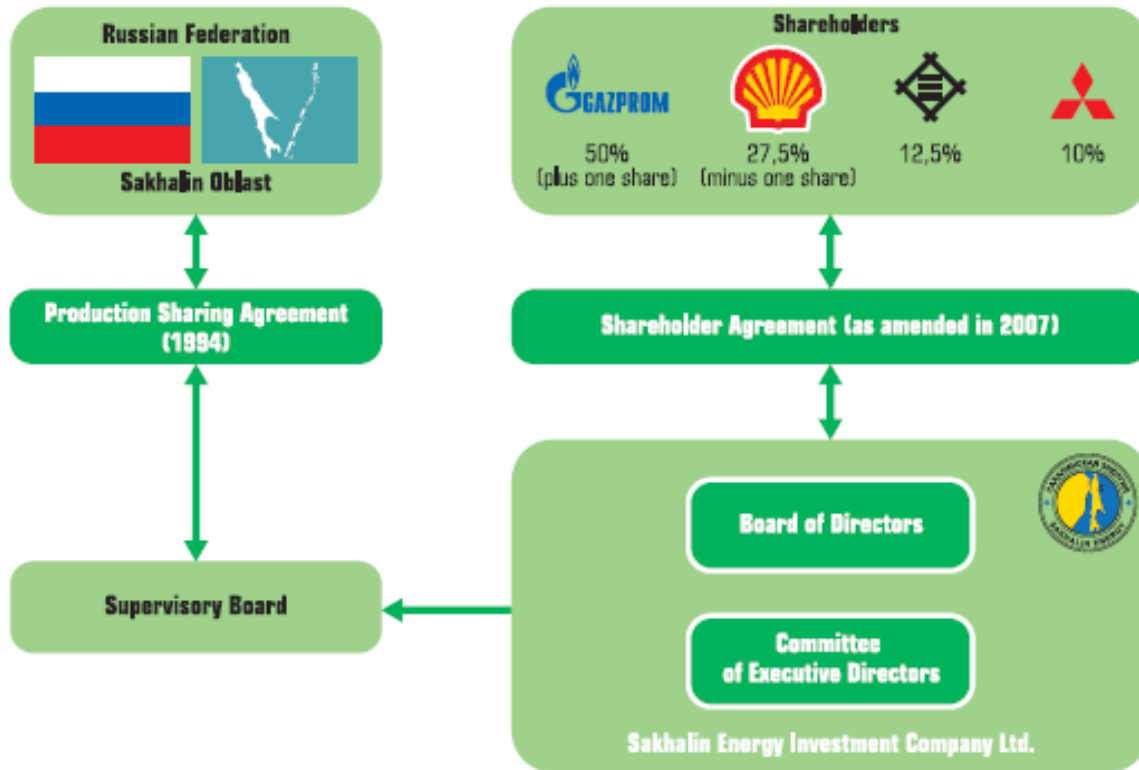 Russian Federation
Sakhalin Oblast
Shareholders
GAZPROM
50%
(plus one share)
27,5%
(minus one share)
12,5%
10%
Production Sharing Agreement
(1994)
Shareholder Agreement (as amended in 2007)
Supervisory Board
Board of Directors
Committee
of Executive Directors
Sakhalin Energy Investment Company Ltd.
SAKHALIN ENERGY